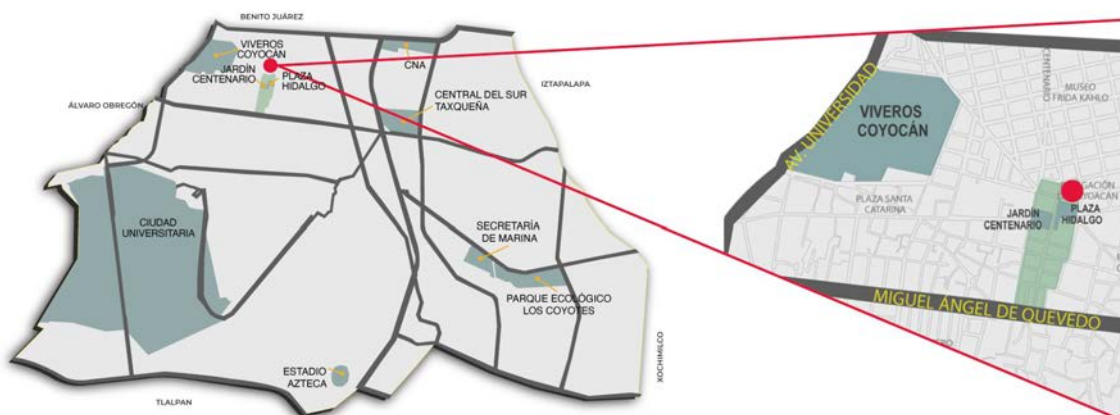 BENITO JUÁREZ
VIVEROS
COYOCÁN
JARDÍN
CENTENARIO
PLAZA
HIDALGO
CNA
IZTAPALAPA
ÁLVARO OBREGÓN
CENTRAL DEL SUR
TAXQUEÑA
CIUDAD
UNIVERSITARIA
SECRETARÍA
DE MARINA
PARQUE ECOLÓGICO
LOS COYOTES
ESTADIO
AZTECA
XOCHIMILCO
TLALPAN
AV. UNIVERSIDAD
VIVEROS
COYOCÁN
CENTENARIO
MUSEO
FRIDA KAHLO
PLAZA SANTA
CATARINA
JARDÍN
CENTENARIO
PLAZA
HIDALGO
MIGUEL ÁNGEL DE QUEVEDO